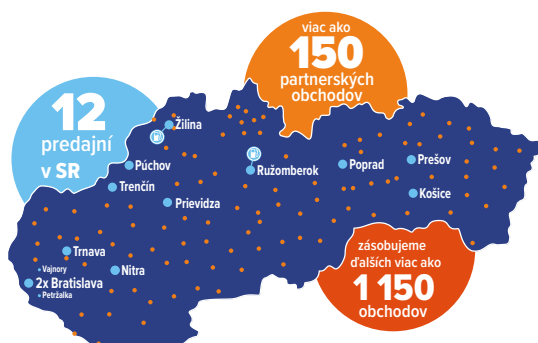 viac ako
150
partnerských
obchodov
12
predajní
v SR
Žilina
Púchov
Ružomberok
Poprad
Prešov
Trenčín
Prievidza
Košice
Trnava
Vajnory
Nitra
2x Bratislava
Petržalka
zásobujeme
ďalších viac ako
1 150
obchodov